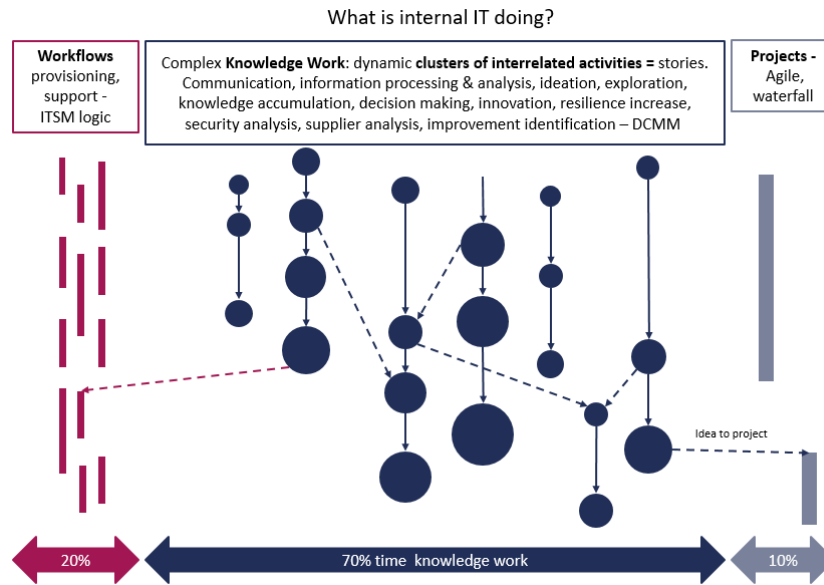 What is internal IT doing?
Workflows
provisioning,
support -
ITSM logic
Complex Knowledge Work: dynamic clusters of interrelated activities = stories.
Communication, information processing & analysis, ideation, exploration,
knowledge accumulation, decision making, innovation, resilience increase,
security analysis, supplier analysis, improvement identification – DCMM
Projects -
Agile,
waterfall
Idea to project
20%
70% time  knowledge work
10%